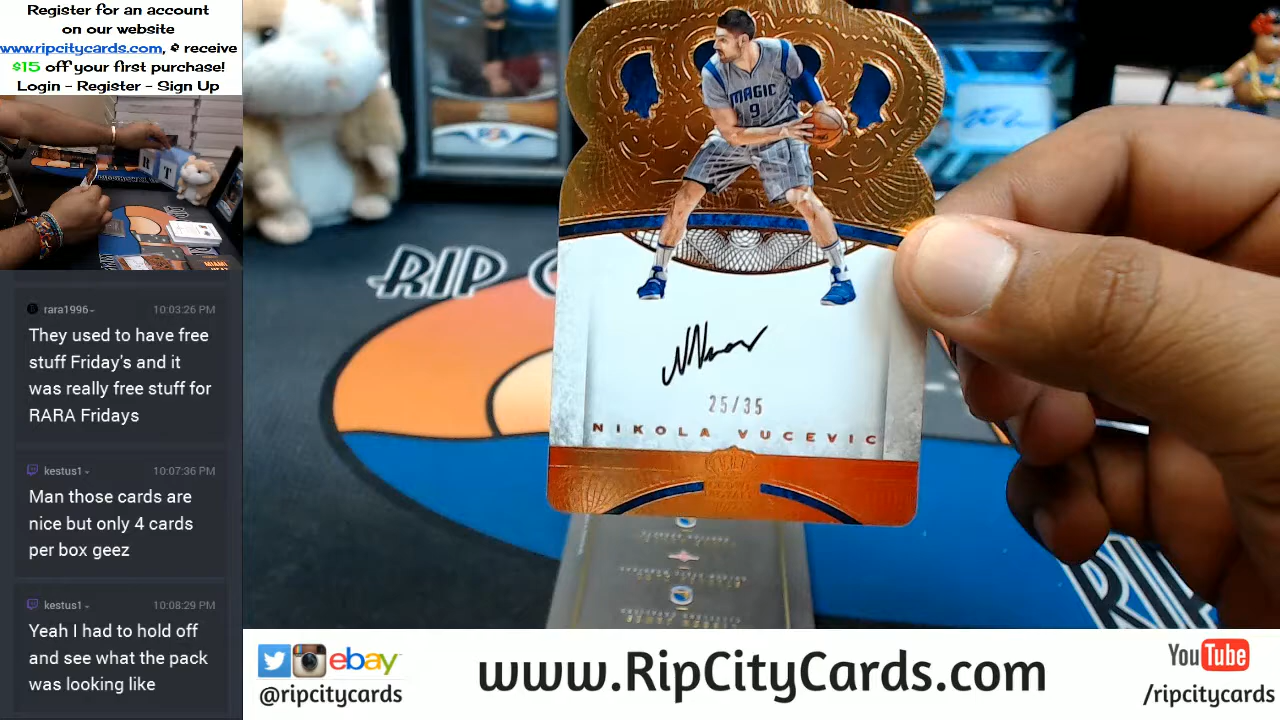 Register for an account
on our website
www.ripcitycards.com, & receive
$15 off your first purchase!
Login - Register - Sign Up
R
T
RIP
MIAMI
HEAT
rara1996
10:03:26 PM
They used to have free
stuff Friday's and it
was really free stuff for
RARA Fridays
kestus1
10:07:36 PM
Man those cards are
nice but only 4 cards
per box geez
kestus1
10:08:29 PM
Yeah I had to hold off
and see what the pack
was looking like
RIP C
MAGIC
9
25/35
NIKOLA VUCEVIC
RIP
ebay
@ripcitycards
www.RipCityCards.com
YouTube
/ripcitycards